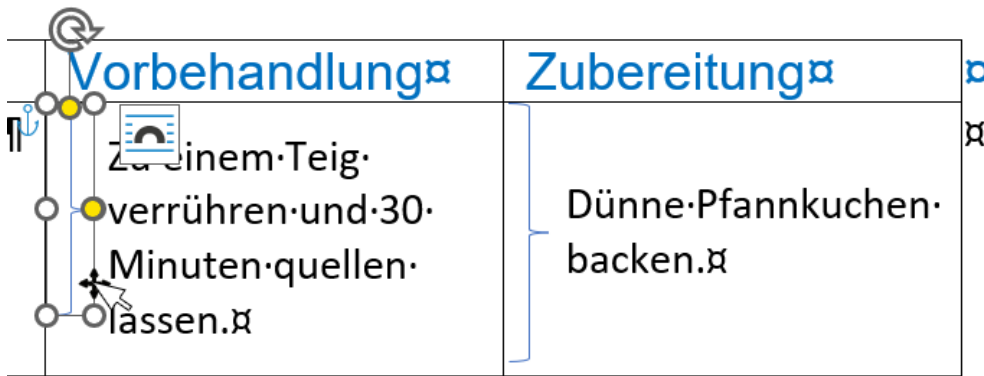 Vorbehandlung¤
Zubereitung¤
¤
¶
Zu·einem·Teig·
verrühren·und·30·
Minuten·quellen·
lassen.¤
Dünne·Pfannkuchen·
backen.¤
¤